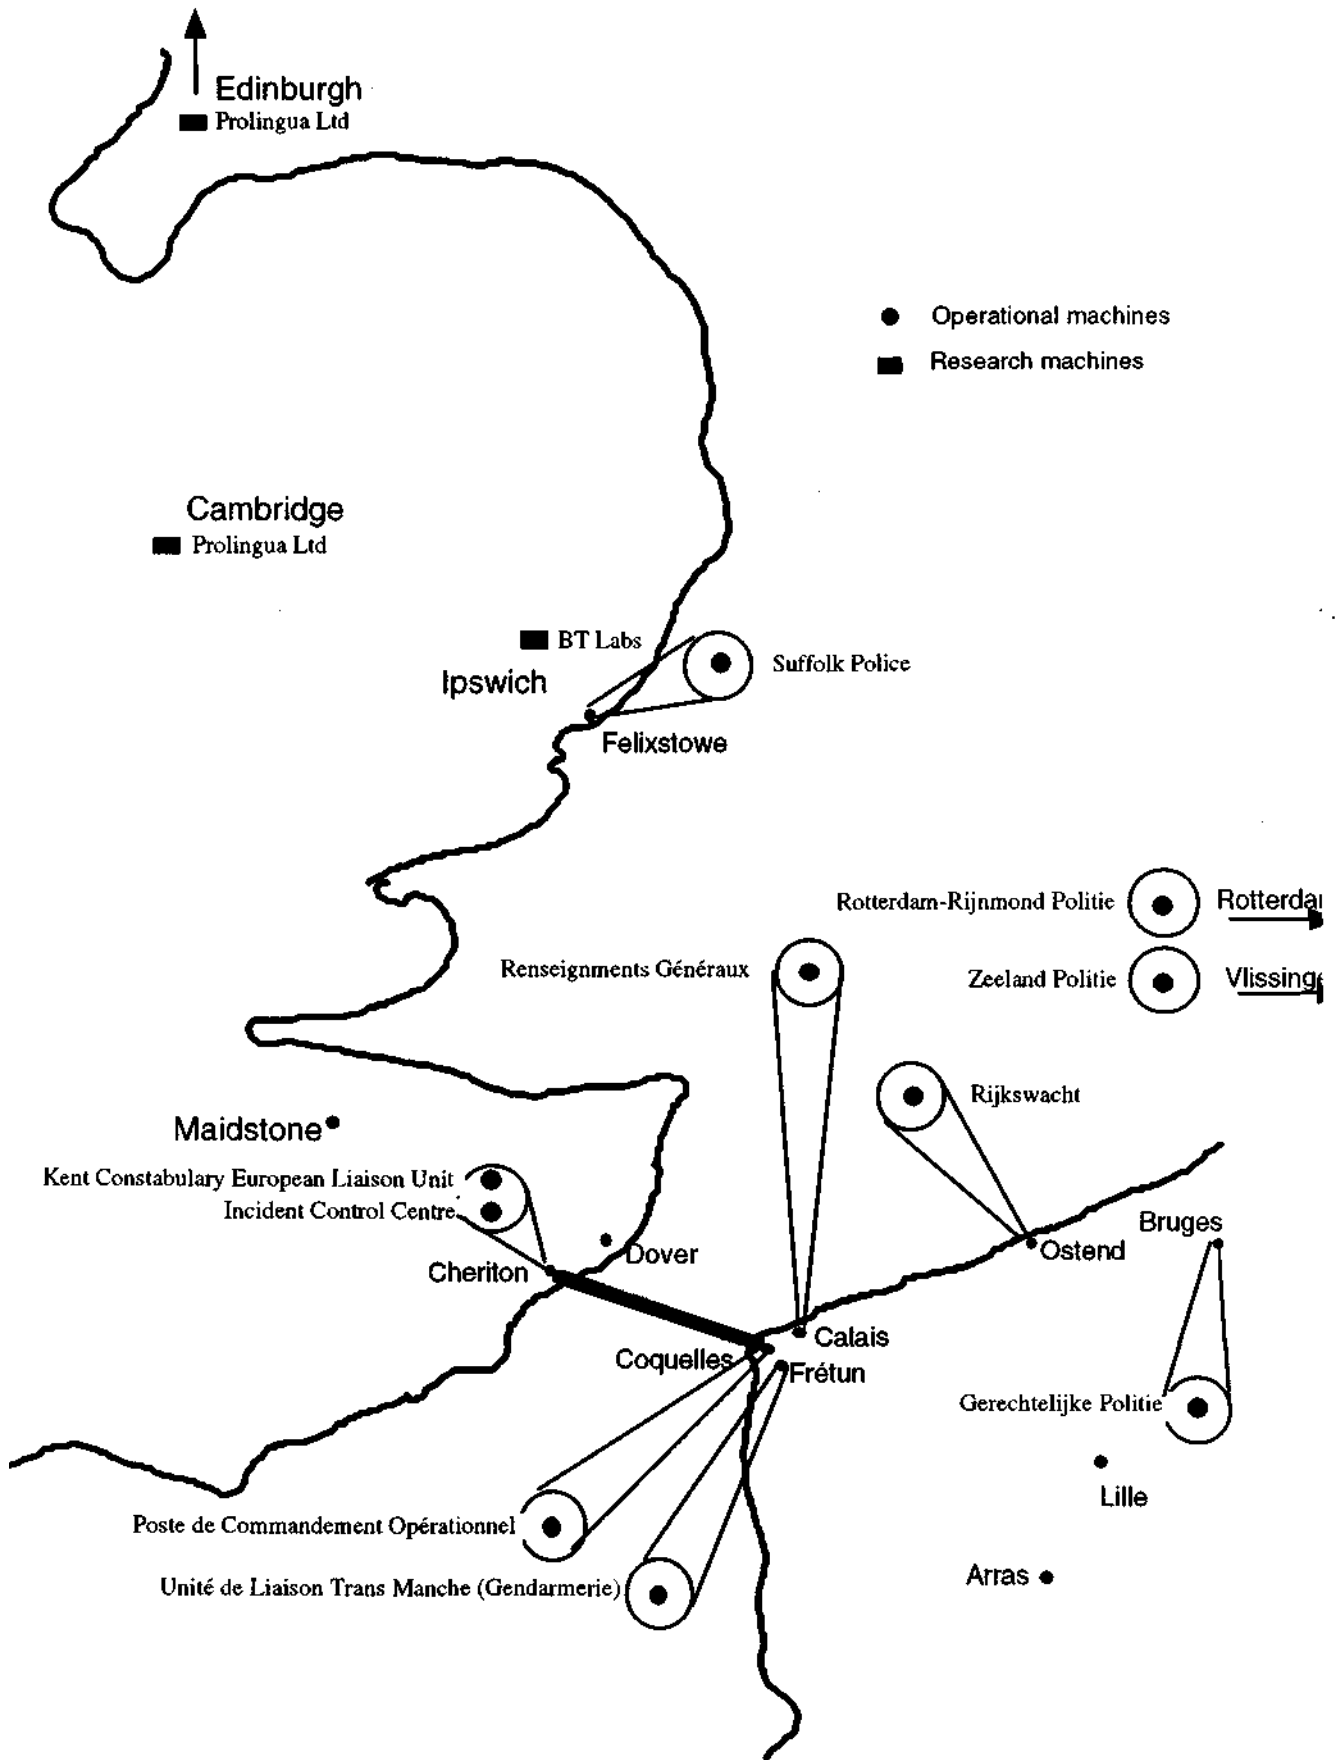 Edinburgh
Prolingua Ltd
Operational machines
Research machines
Cambridge
Prolingua Ltd
BT Labs
Suffolk Police
Ipswich
Felixstowe
Rotterdam-Rijnmond Politie
Rotterda
Renseignments Généraux
Zeeland Politie
Vlissing
Rijkswacht
Maidstone
Kent Constabulary European Liaison Unit
Incident Control Centre
Bruges
Dover
Ostend
Cheriton
Calais
Coquelles
Frétun
Gerechtelijke Politie
Lille
Poste de Commandement Opérationnel
Arras
Unité de Liaison Trans Manche (Gendarmerie)